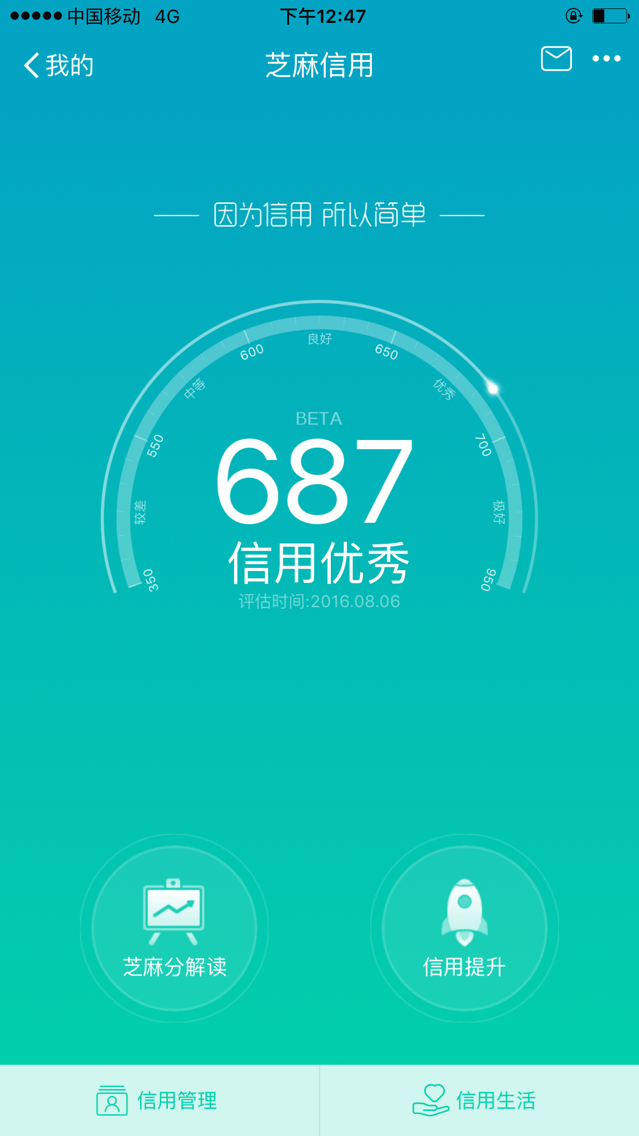 中国移动 4G 下午12:47
我的 芝麻信用
因为信用 所以简单
350 较差 550 中等 600 良好 650 优秀 700 极好 950
BETA
687
信用优秀
评估时间:2016.08.06
芝麻分解读 信用提升
信用管理 信用生活